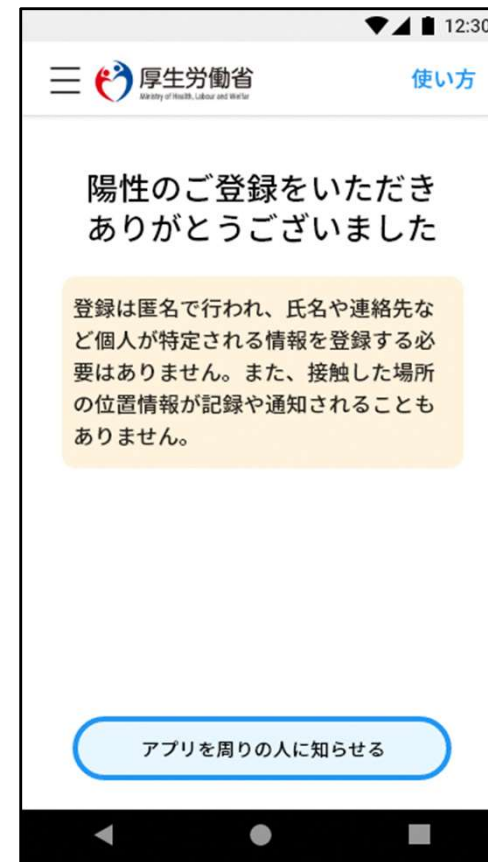 12:30
厚生労働省
Ministry of Health, Labour and Welfar
使い方
陽性のご登録をいただき
ありがとうございました
登録は匿名で行われ、氏名や連絡先な
ど個人が特定される情報を登録する必
要はありません。また、接触した場所
の位置情報が記録や通知されることも
ありません。
アプリを周りの人に知らせる